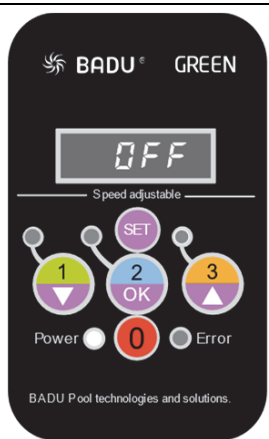 BADU® GREEN
OFF
Speed adjustable
SET
1 2 3
OK
Power 0 Error
BADU Pool technologies and solutions.